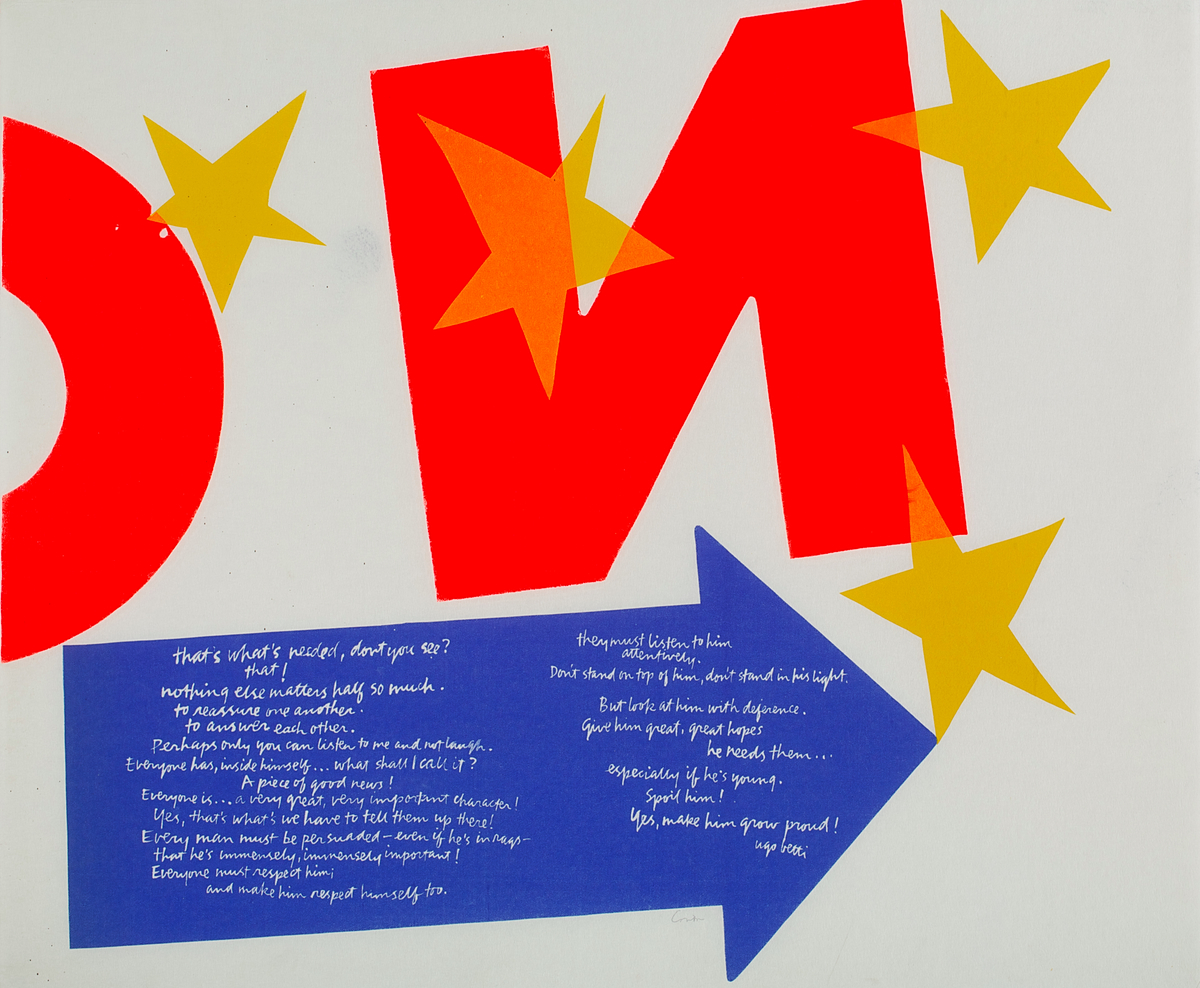 OИ
that's what's needed, don't you see?
that!
nothing else matters half so much.
to reassure one another.
to answer each other.
Perhaps only you can listen to me and not laugh.
Everyone has, inside himself... what shall I call it?
A piece of good news!
Everyone is... a very great, very important character!
Yes, that's what's we have to tell them up there!
Every man must be persuaded – even if he's in rags –
that he's immensely, immensely important!
Everyone must respect him;
and make him respect himself too.
they must listen to him
attentively.
Don't stand on top of him, don't stand in his light.
But look at him with deference.
Give him great, great hopes
he needs them...
especially if he's young.
Spoil him!
Yes, make him grow proud!
ugo betti